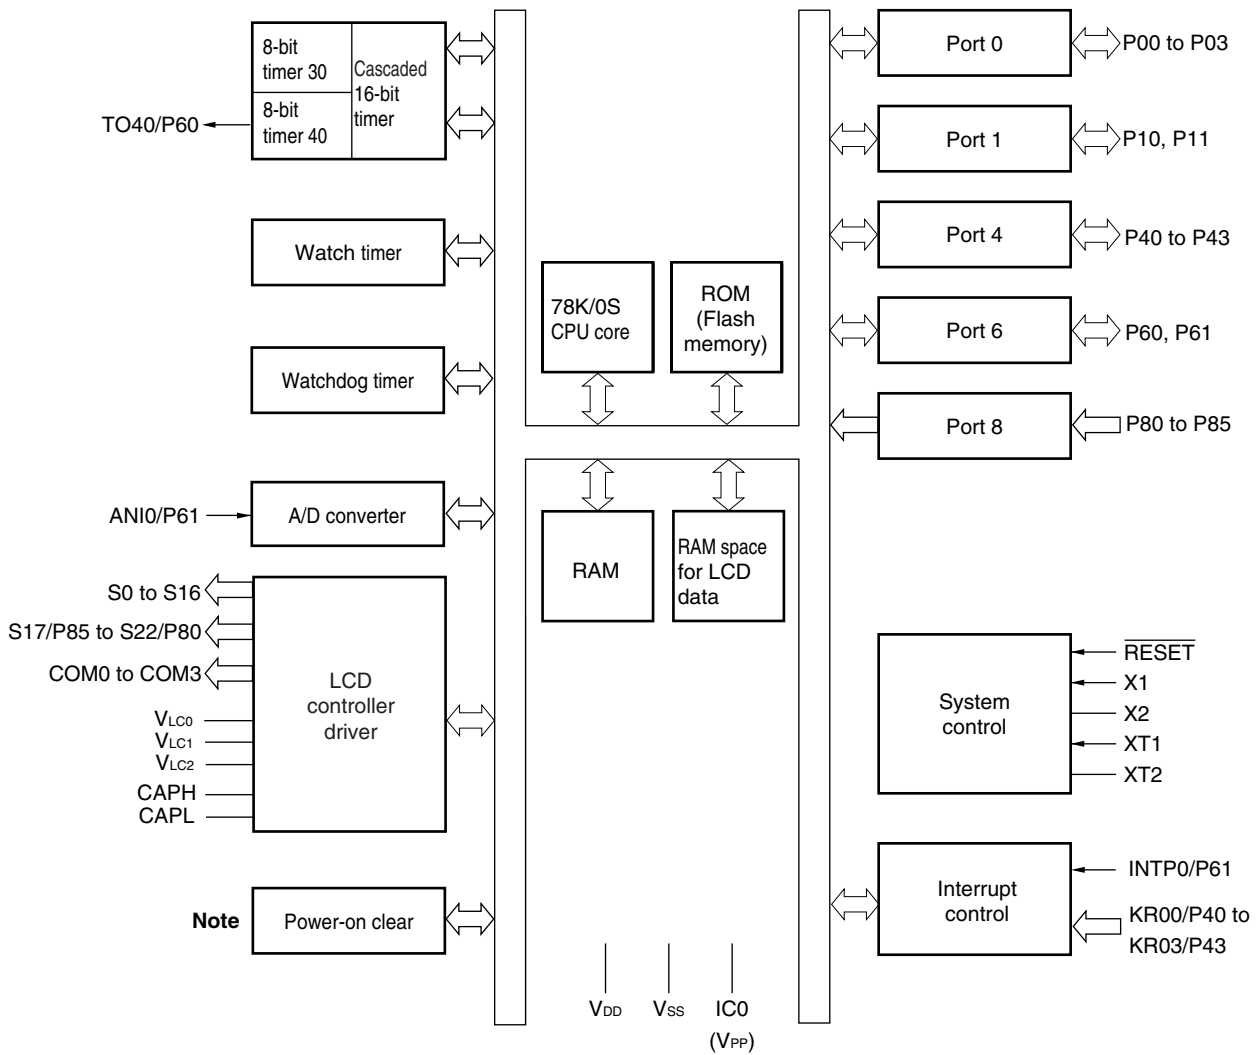 8-bit
timer 30
Cascaded
16-bit
timer
8-bit
timer 40
TO40/P60
Watch timer
Watchdog timer
ANI0/P61
A/D converter
S0 to S16
S17/P85 to S22/P80
COM0 to COM3
VLC0
VLC1
VLC2
CAPH
CAPL
LCD
controller
driver
Note
Power-on clear
78K/0S
CPU core
ROM
(Flash
memory)
RAM
RAM space
for LCD
data
VDD
VSS
IC0
(VPP)
Port 0
P00 to P03
Port 1
P10, P11
Port 4
P40 to P43
Port 6
P60, P61
Port 8
P80 to P85
System
control
RESET
X1
X2
XT1
XT2
Interrupt
control
INTP0/P61
KR00/P40 to
KR03/P43